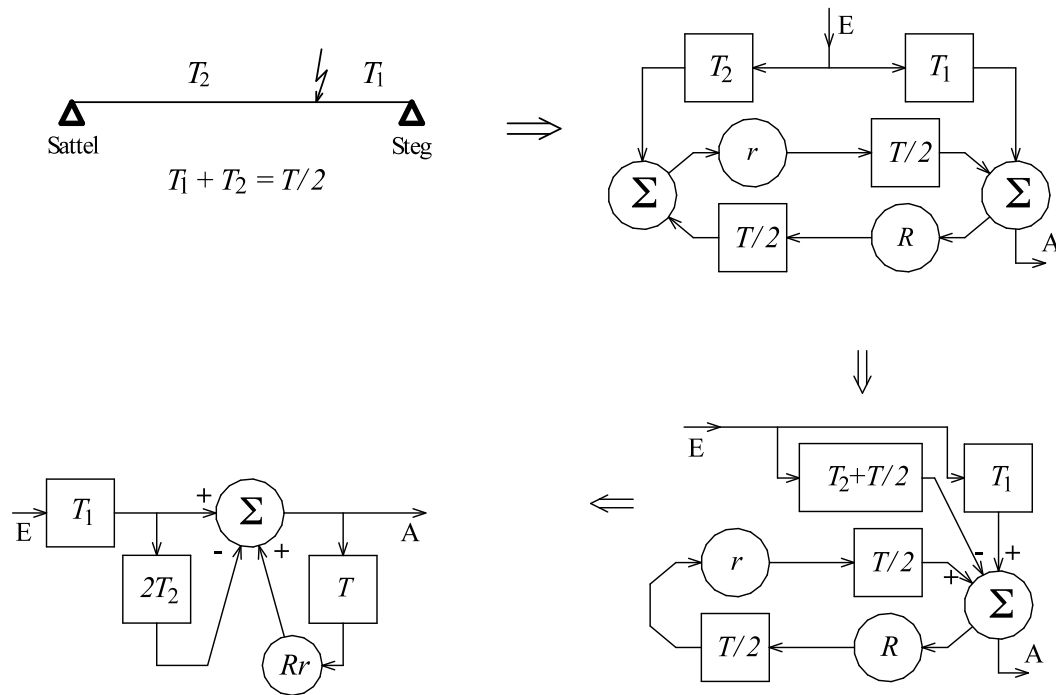 T₂
T₁
Sattel
Steg
T₁ + T₂ = T/2
E
T₂
T₁
r
T/2
Σ
Σ
T/2
R
A
E
T₁
+
Σ
A
-
+
2T₂
T
Rr
E
T₂+T/2
T₁
-
+
r
T/2
+
Σ
T/2
R
A